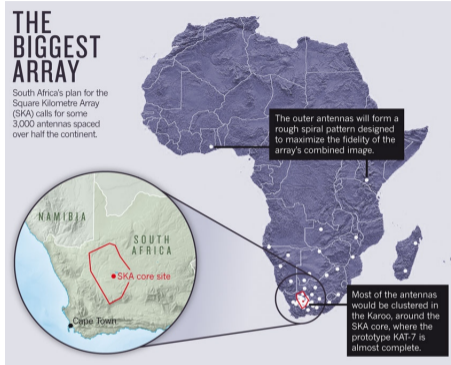 THE
BIGGEST
ARRAY
South Africa's plan for the
Square Kilometre Array
(SKA) calls for some
3,000 antennas spaced
over half the continent.
The outer antennas will form a
rough spiral pattern designed
to maximize the fidelity of the
array's combined image.
NAMIBIA
SOUTH
AFRICA
SKA core site
Cape Town
Most of the antennas
would be clustered in
the Karoo, around the
SKA core, where the
prototype KAT-7 is
almost complete.